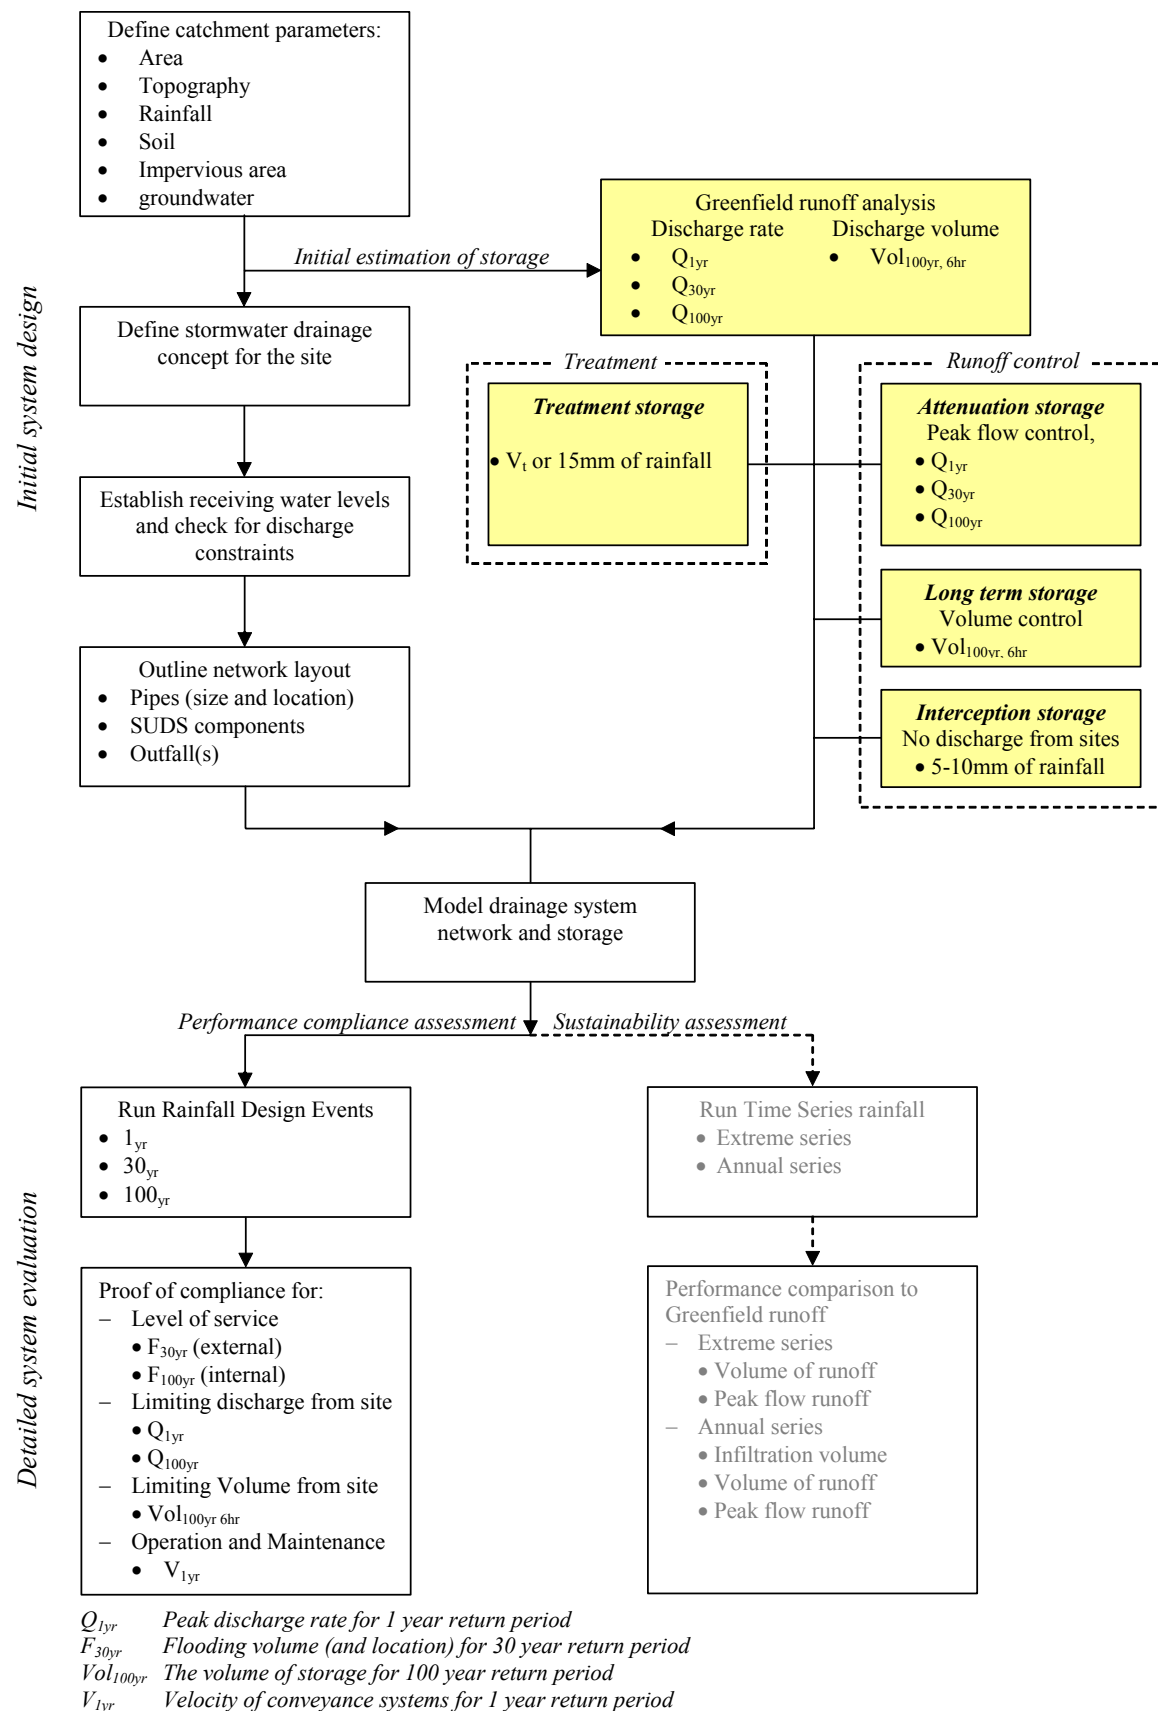 Define catchment parameters:
• Area
• Topography
• Rainfall
• Soil
• Impervious area
• groundwater
Initial system design
Initial estimation of storage
Greenfield runoff analysis
Discharge rate Discharge volume
• Q1yr • Vol100yr, 6hr
• Q30yr
• Q100yr
Define stormwater drainage
concept for the site
Treatment
Treatment storage
• Vt or 15mm of rainfall
Runoff control
Attenuation storage
Peak flow control,
• Q1yr
• Q30yr
• Q100yr
Establish receiving water levels
and check for discharge
constraints
Long term storage
Volume control
• Vol100yr, 6hr
Outline network layout
• Pipes (size and location)
• SUDS components
• Outfall(s)
Interception storage
No discharge from sites
• 5-10mm of rainfall
Model drainage system
network and storage
Performance compliance assessment
Sustainability assessment
Detailed system evaluation
Run Rainfall Design Events
• 1yr
• 30yr
• 100yr
Run Time Series rainfall
• Extreme series
• Annual series
Proof of compliance for:
– Level of service
• F30yr (external)
• F100yr (internal)
– Limiting discharge from site
• Q1yr
• Q100yr
– Limiting Volume from site
• Vol100yr 6hr
– Operation and Maintenance
• V1yr
Performance comparison to
Greenfield runoff
– Extreme series
• Volume of runoff
• Peak flow runoff
– Annual series
• Infiltration volume
• Volume of runoff
• Peak flow runoff
Q1yr Peak discharge rate for 1 year return period
F30yr Flooding volume (and location) for 30 year return period
Vol100yr The volume of storage for 100 year return period
V1yr Velocity of conveyance systems for 1 year return period